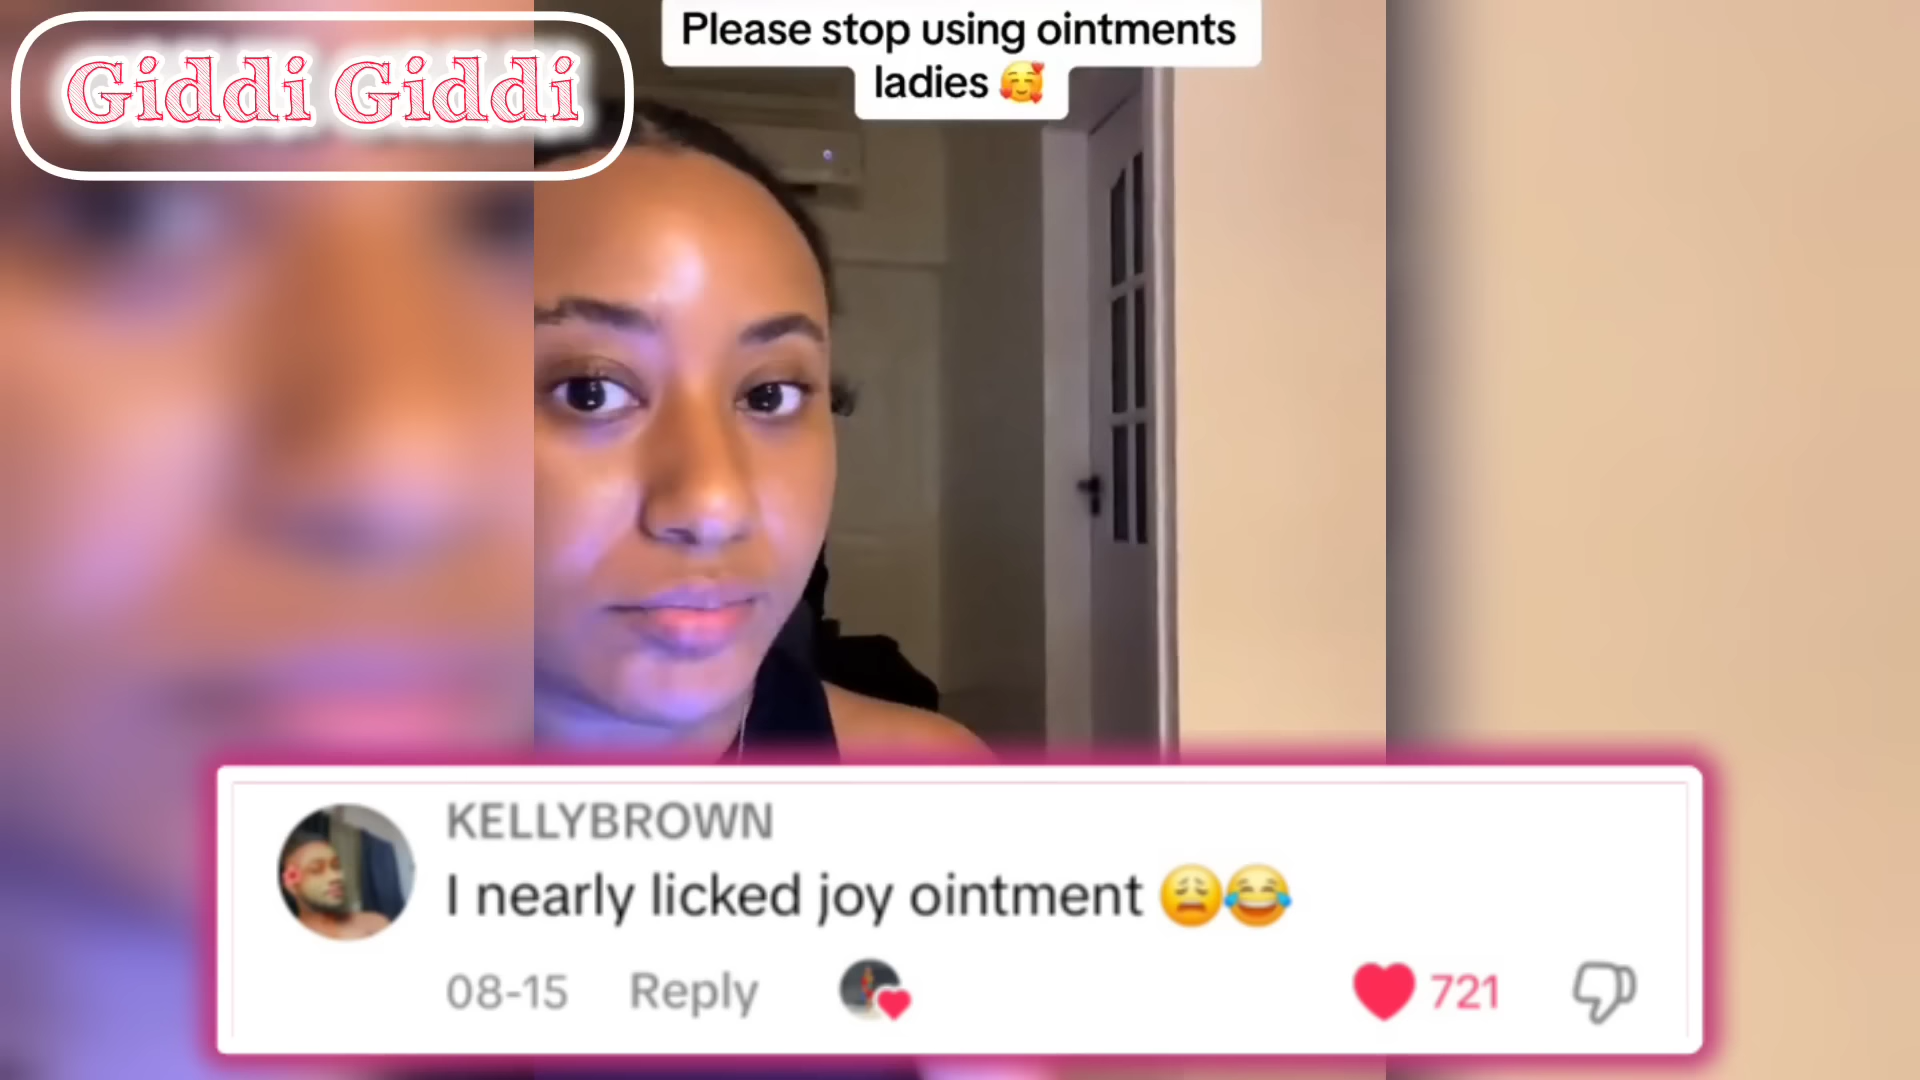 Giddi Giddi
Please stop using ointments
ladies 🥰
KELLYBROWN
I nearly licked joy ointment 😩😂
08-15 Reply 721